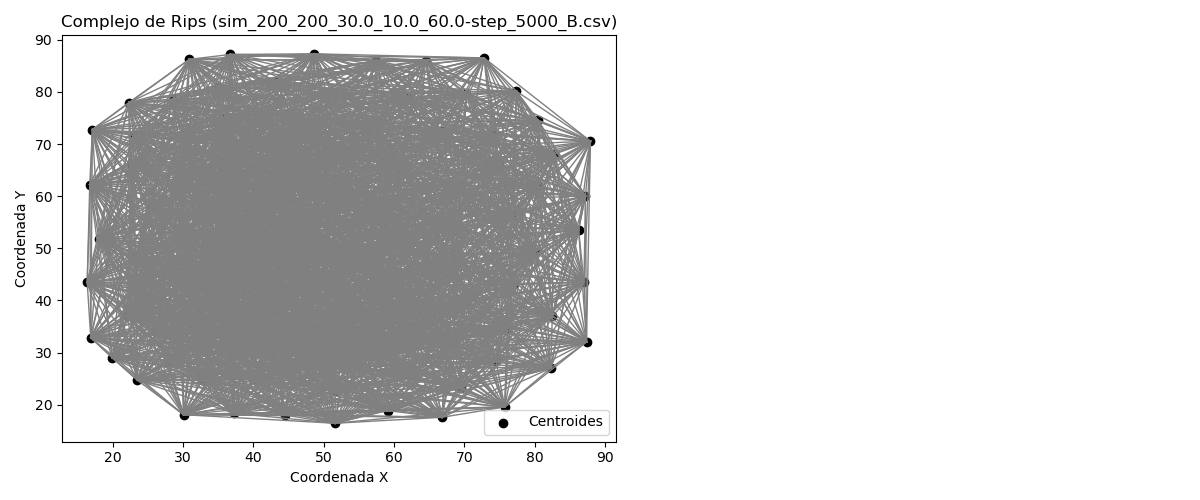 Complejo de Rips (sim_200_200_30.0_10.0_60.0-step_5000_B.csv)
90
80
70
60
50
40
30
20
Coordenada Y
Centroides
20 30 40 50 60 70 80 90
Coordenada X